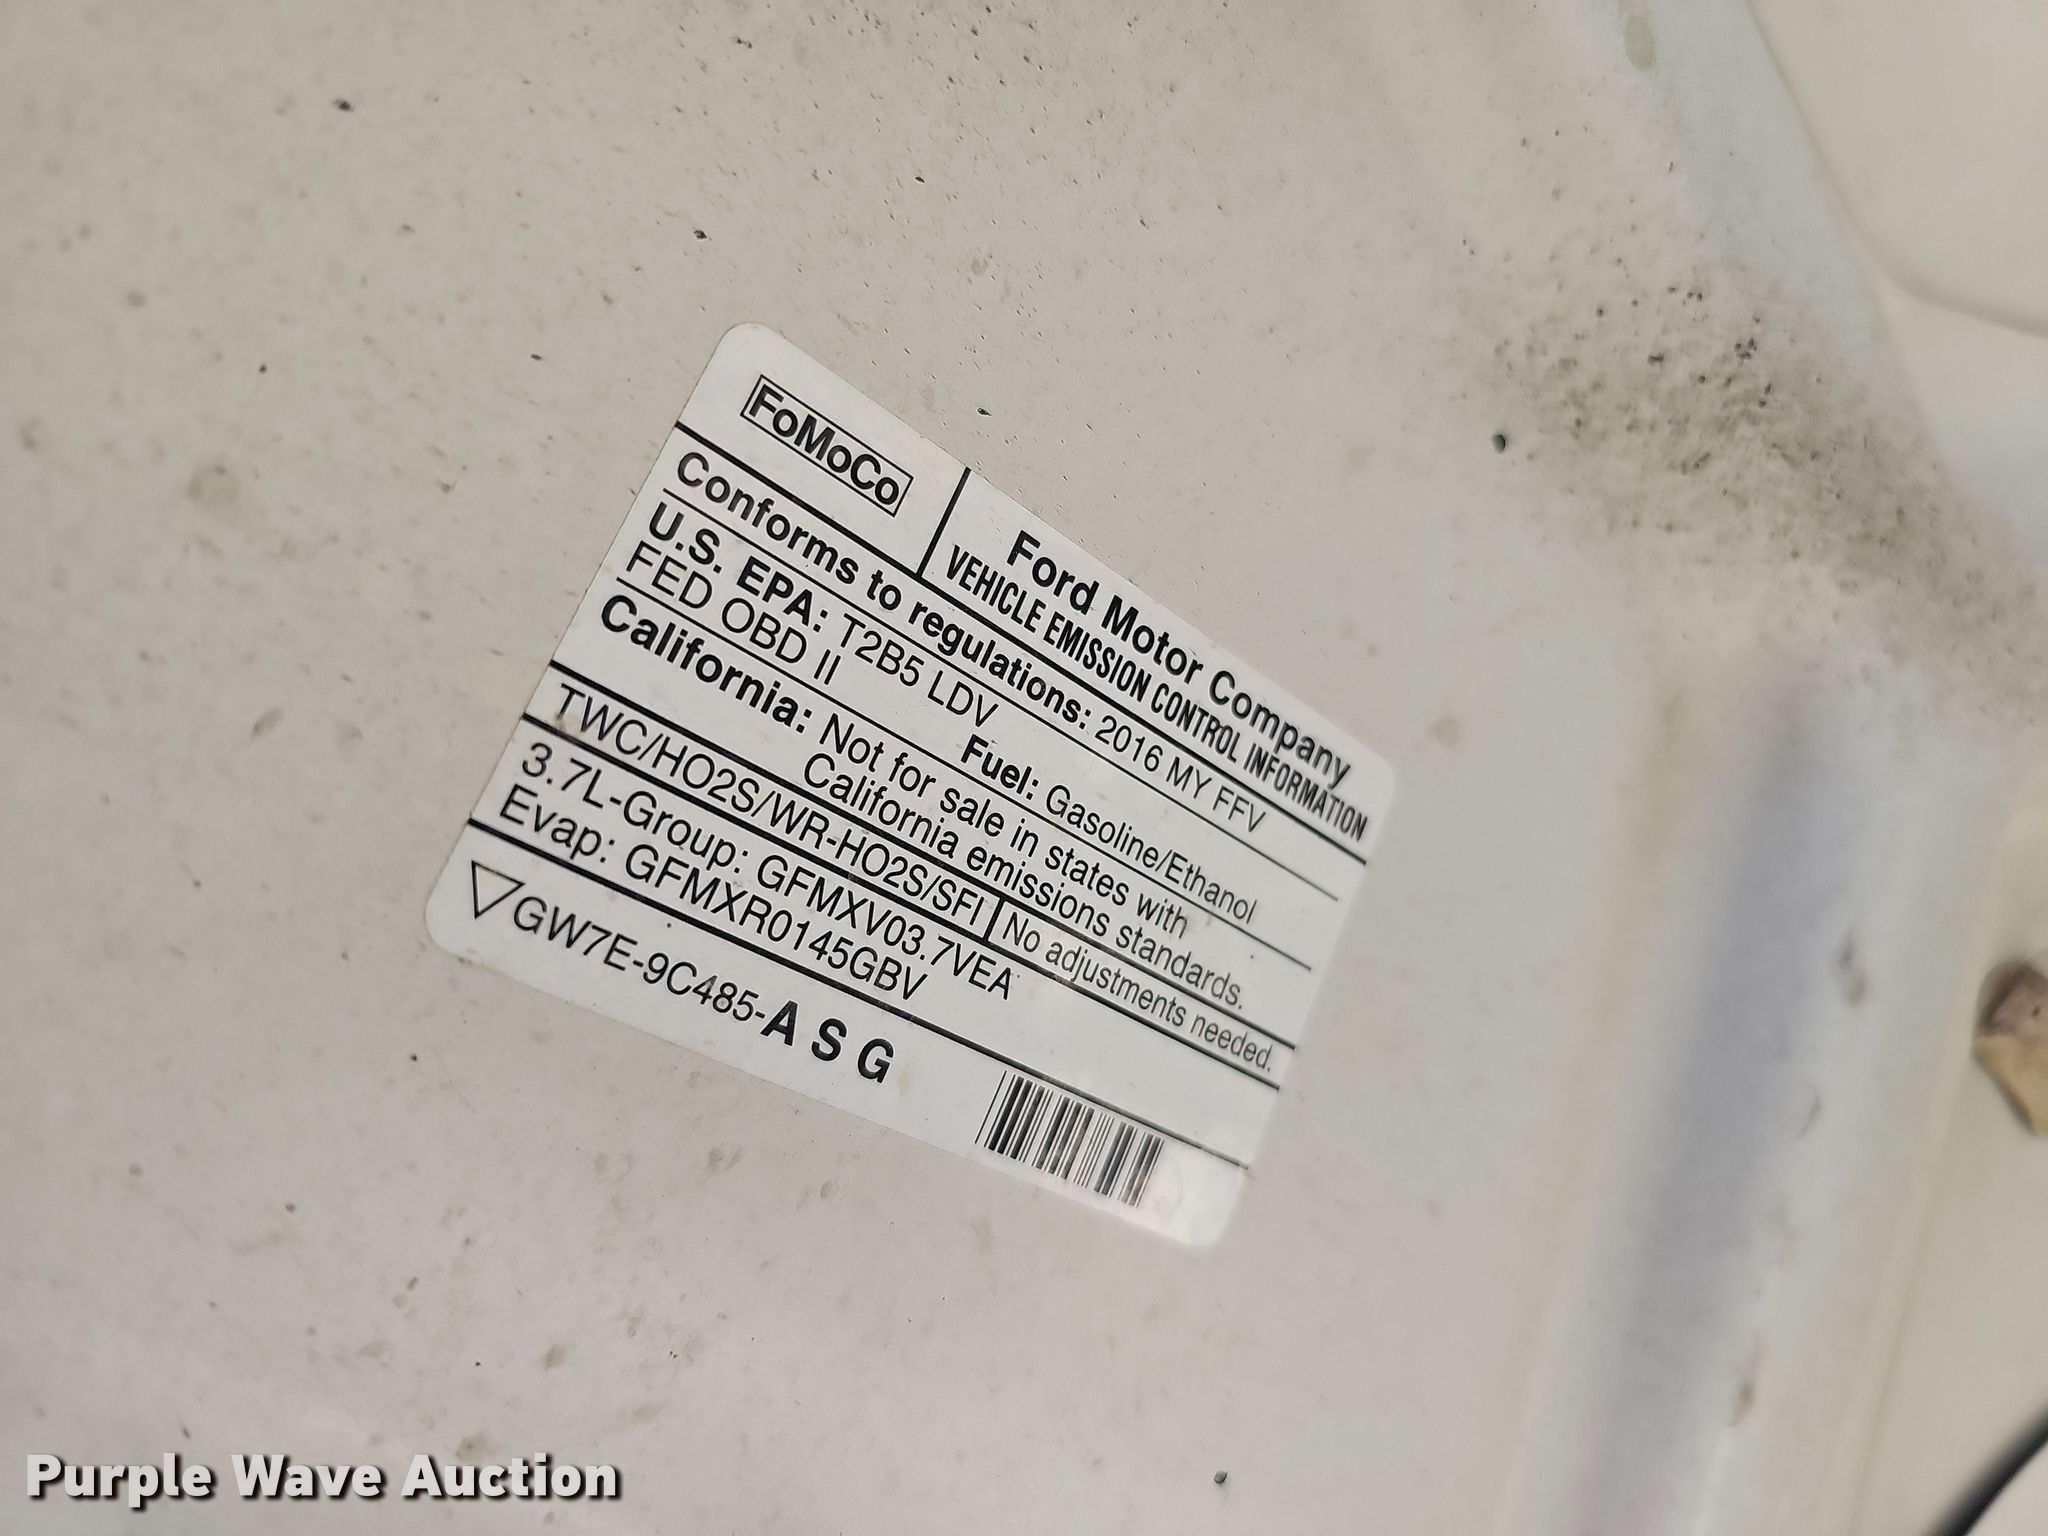 FoMoCo
Ford Motor Company
VEHICLE EMISSION CONTROL INFORMATION
Conforms to regulations: 2016 MY FFV
U.S. EPA: T2B5 LDV
FED OBD II
Fuel: Gasoline/Ethanol
California: Not for sale in states with
California emissions standards.
TWC/HO2S/WR-HO2S/SFI No adjustments needed.
3.7L-Group: GFMXV03.7VEA
Evap: GFMXR0145GBV
GW7E-9C485-A S G
Purple Wave Auction